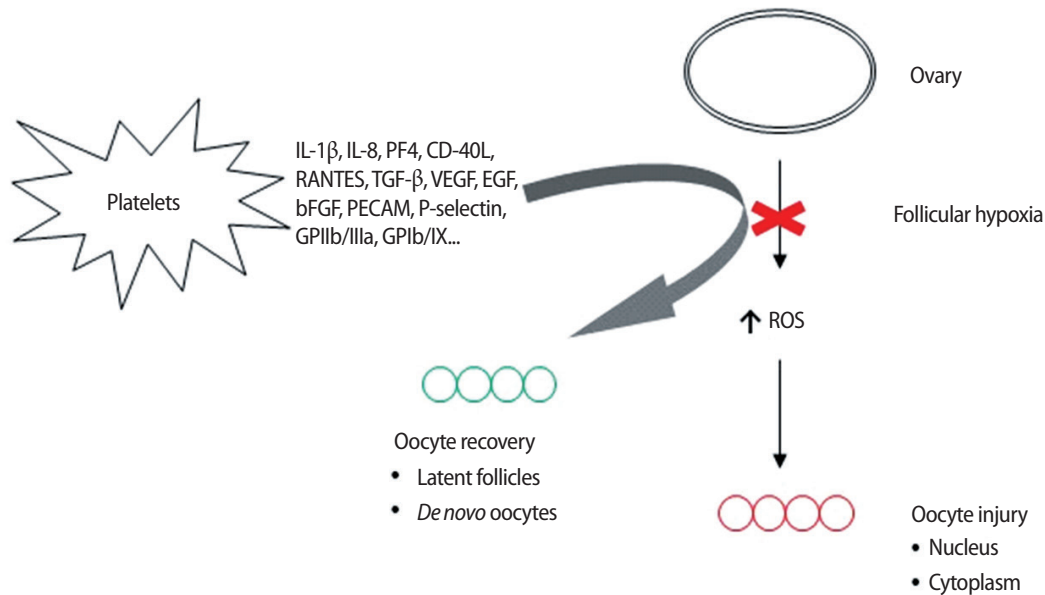 Ovary
Platelets
IL-1β, IL-8, PF4, CD-40L,
RANTES, TGF-β, VEGF, EGF,
bFGF, PECAM, P-selectin,
GPIIb/IIIa, GPIb/IX...
Follicular hypoxia
↑ ROS
Oocyte recovery
• Latent follicles
• De novo oocytes
Oocyte injury
• Nucleus
• Cytoplasm